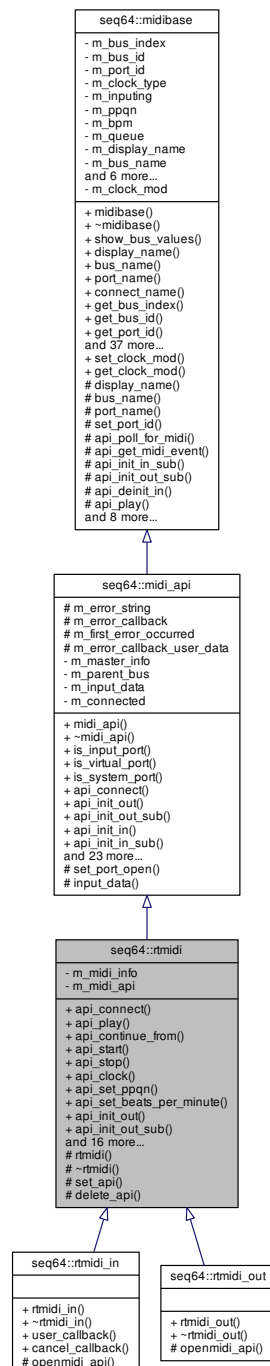 seq64::midibase
- m_bus_index
- m_bus_id
- m_port_id
- m_clock_type
- m_inputing
- m_ppqn
- m_bpm
- m_queue
- m_display_name
- m_bus_name
and 6 more...
- m_clock_mod
+ midibase()
+ ~midibase()
+ show_bus_values()
+ display_name()
+ bus_name()
+ port_name()
+ connect_name()
+ get_bus_index()
+ get_bus_id()
+ get_port_id()
and 37 more...
+ set_clock_mod()
+ get_clock_mod()
# display_name()
# bus_name()
# port_name()
# set_port_id()
# api_poll_for_midi()
# api_get_midi_event()
# api_init_in_sub()
# api_init_out_sub()
# api_deinit_in()
# api_play()
and 8 more...
seq64::midi_api
# m_error_string
# m_error_callback
# m_first_error_occurred
# m_error_callback_user_data
- m_master_info
- m_parent_bus
- m_input_data
- m_connected
+ midi_api()
+ ~midi_api()
+ is_input_port()
+ is_virtual_port()
+ is_system_port()
+ api_connect()
+ api_init_out()
+ api_init_out_sub()
+ api_init_in()
+ api_init_in_sub()
and 23 more...
# set_port_open()
# input_data()
seq64::rtmidi
- m_midi_info
- m_midi_api
+ api_connect()
+ api_play()
+ api_continue_from()
+ api_start()
+ api_stop()
+ api_clock()
+ api_set_ppqn()
+ api_set_beats_per_minute()
+ api_init_out()
+ api_init_out_sub()
and 16 more...
# rtmidi()
# ~rtmidi()
# set_api()
# delete_api()
seq64::rtmidi_in
+ rtmidi_in()
+ ~rtmidi_in()
+ user_callback()
+ cancel_callback()
# openmidi_api()
seq64::rtmidi_out
+ rtmidi_out()
+ ~rtmidi_out()
# openmidi_api()